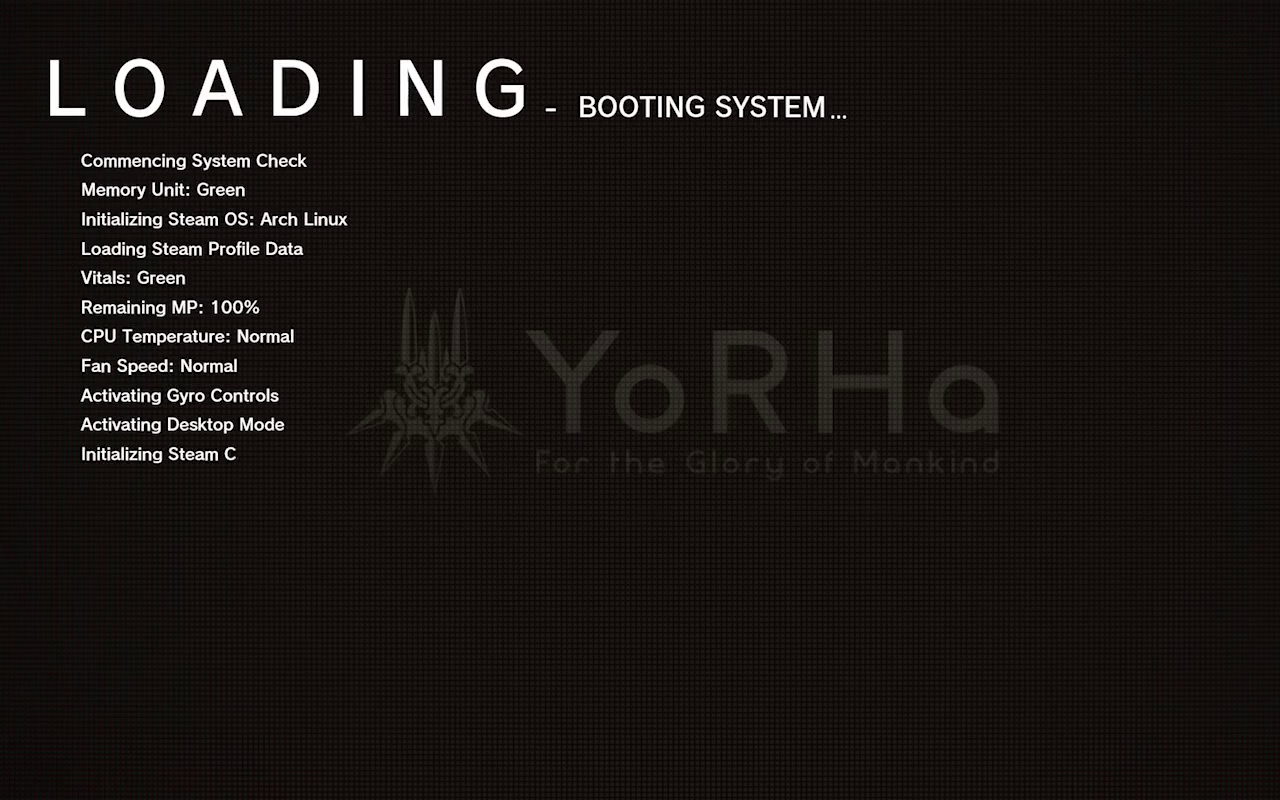 LOADING - BOOTING SYSTEM...
Commencing System Check
Memory Unit: Green
Initializing Steam OS: Arch Linux
Loading Steam Profile Data
Vitals: Green
Remaining MP: 100%
CPU Temperature: Normal
Fan Speed: Normal
Activating Gyro Controls
Activating Desktop Mode
Initializing Steam C
YoRHa
For the Glory of Mankind